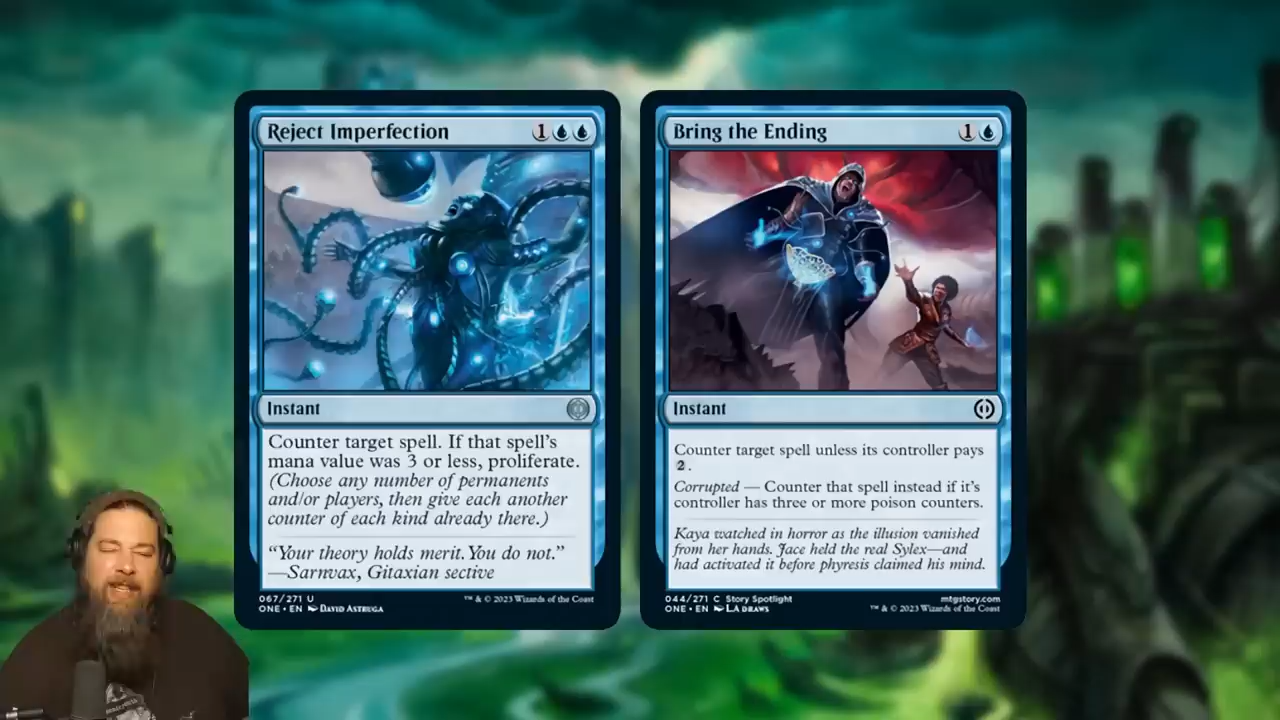 Reject Imperfection 1
Instant
Counter target spell. If that spell's
mana value was 3 or less, proliferate.
(Choose any number of permanents
and/or players, then give each another
counter of each kind already there.)
“Your theory holds merit. You do not.”
—Sarnvax, Gitaxian sective
067/271 U
ONE • EN DAVID ASTRUGA
™ & © 2023 Wizards of the Coast
Bring the Ending 1
Instant
Counter target spell unless its controller pays
2.
Corrupted — Counter that spell instead if it's
controller has three or more poison counters.
Kaya watched in horror as the illusion vanished
from her hands. Jace held the real Sylex—and
had activated it before phyresis claimed his mind.
044/271 C Story Spotlight
mtgstory.com
ONE • EN LA DRAWS
™ & © 2023 Wizards of the Coast